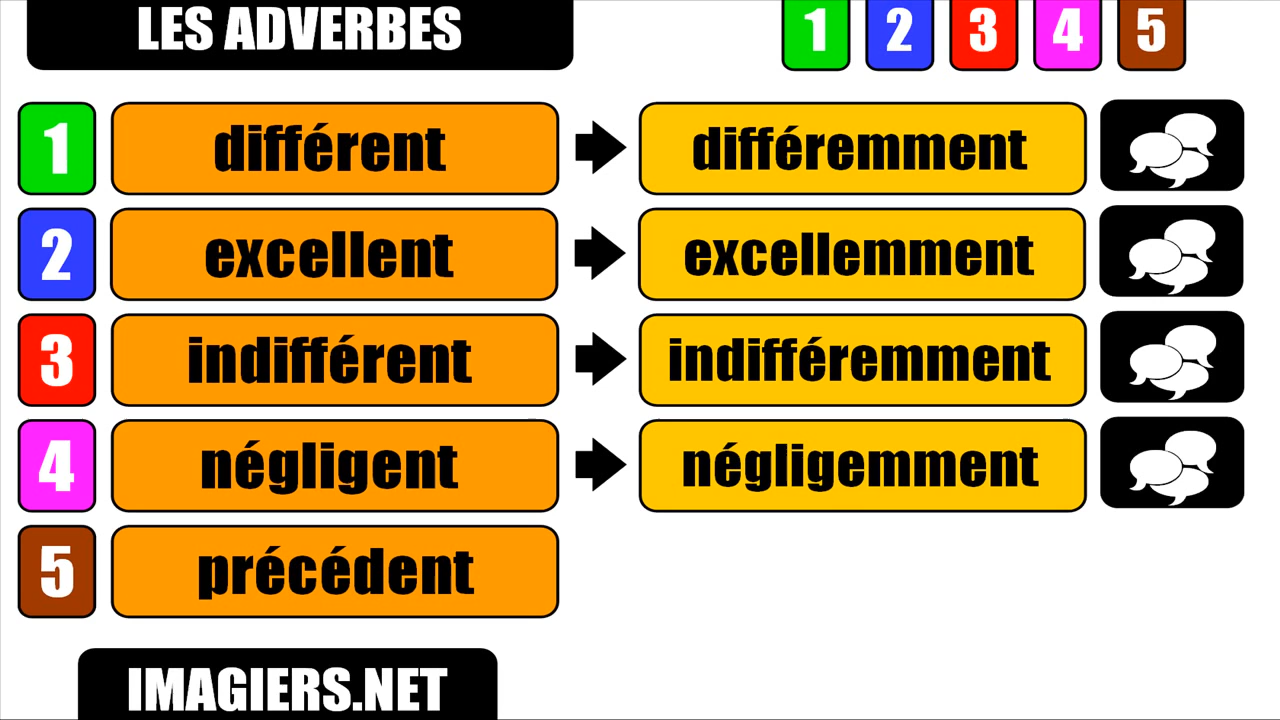 LES ADVERBES
1 2 3 4 5
1 différent différemment
2 excellent excellemment
3 indifférent indifféremment
4 négligent négligemment
5 précédent
IMAGIERS.NET